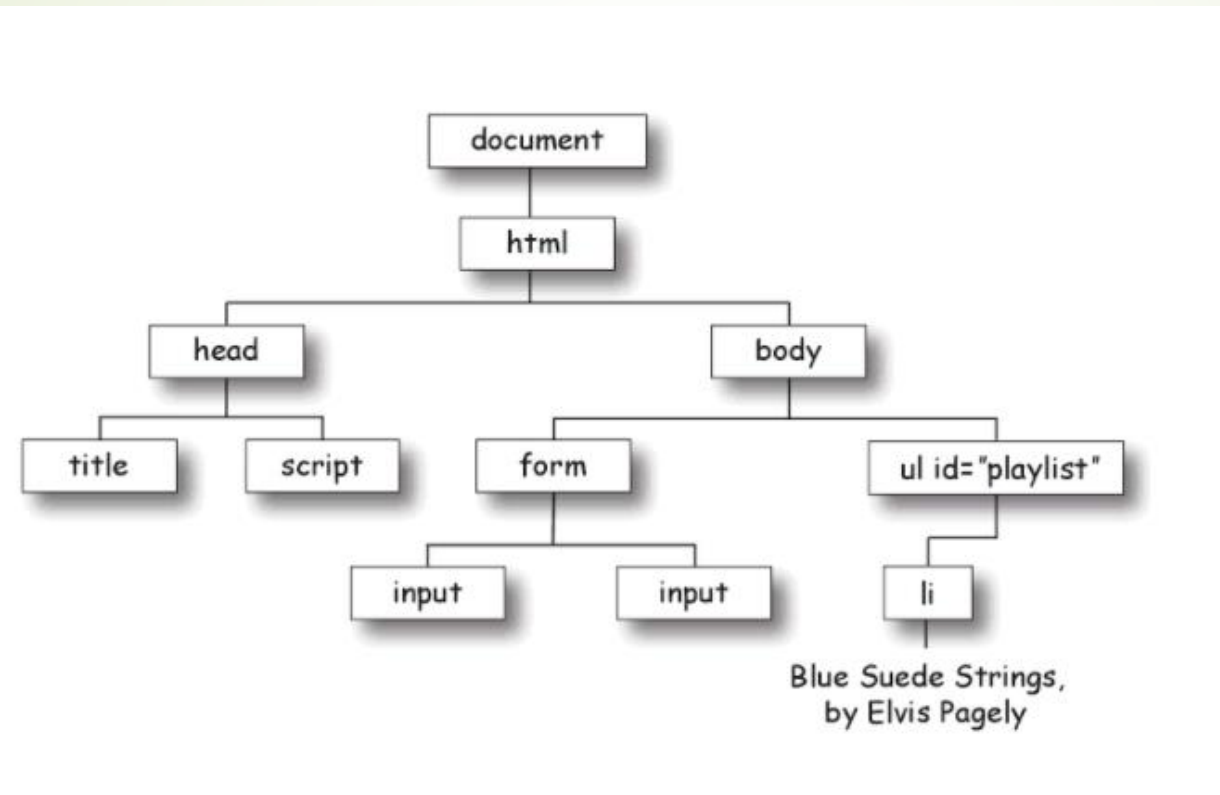 document
html
head
body
title
script
form
ul id="playlist"
input
input
li
Blue Suede Strings,
by Elvis Pagely